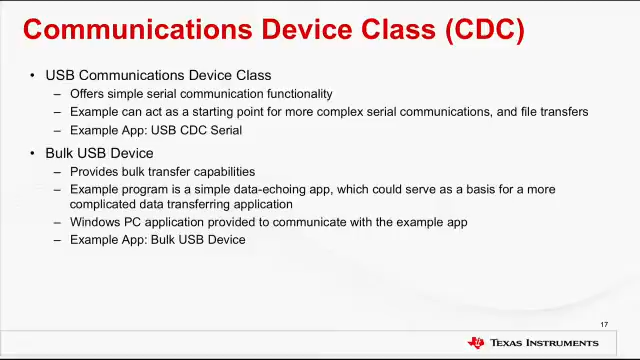 Communications Device Class (CDC)
• USB Communications Device Class
– Offers simple serial communication functionality
– Example can act as a starting point for more complex serial communications, and file transfers
– Example App: USB CDC Serial
• Bulk USB Device
– Provides bulk transfer capabilities
– Example program is a simple data-echoing app, which could serve as a basis for a more
complicated data transferring application
– Windows PC application provided to communicate with the example app
– Example App: Bulk USB Device
17
TEXAS INSTRUMENTS